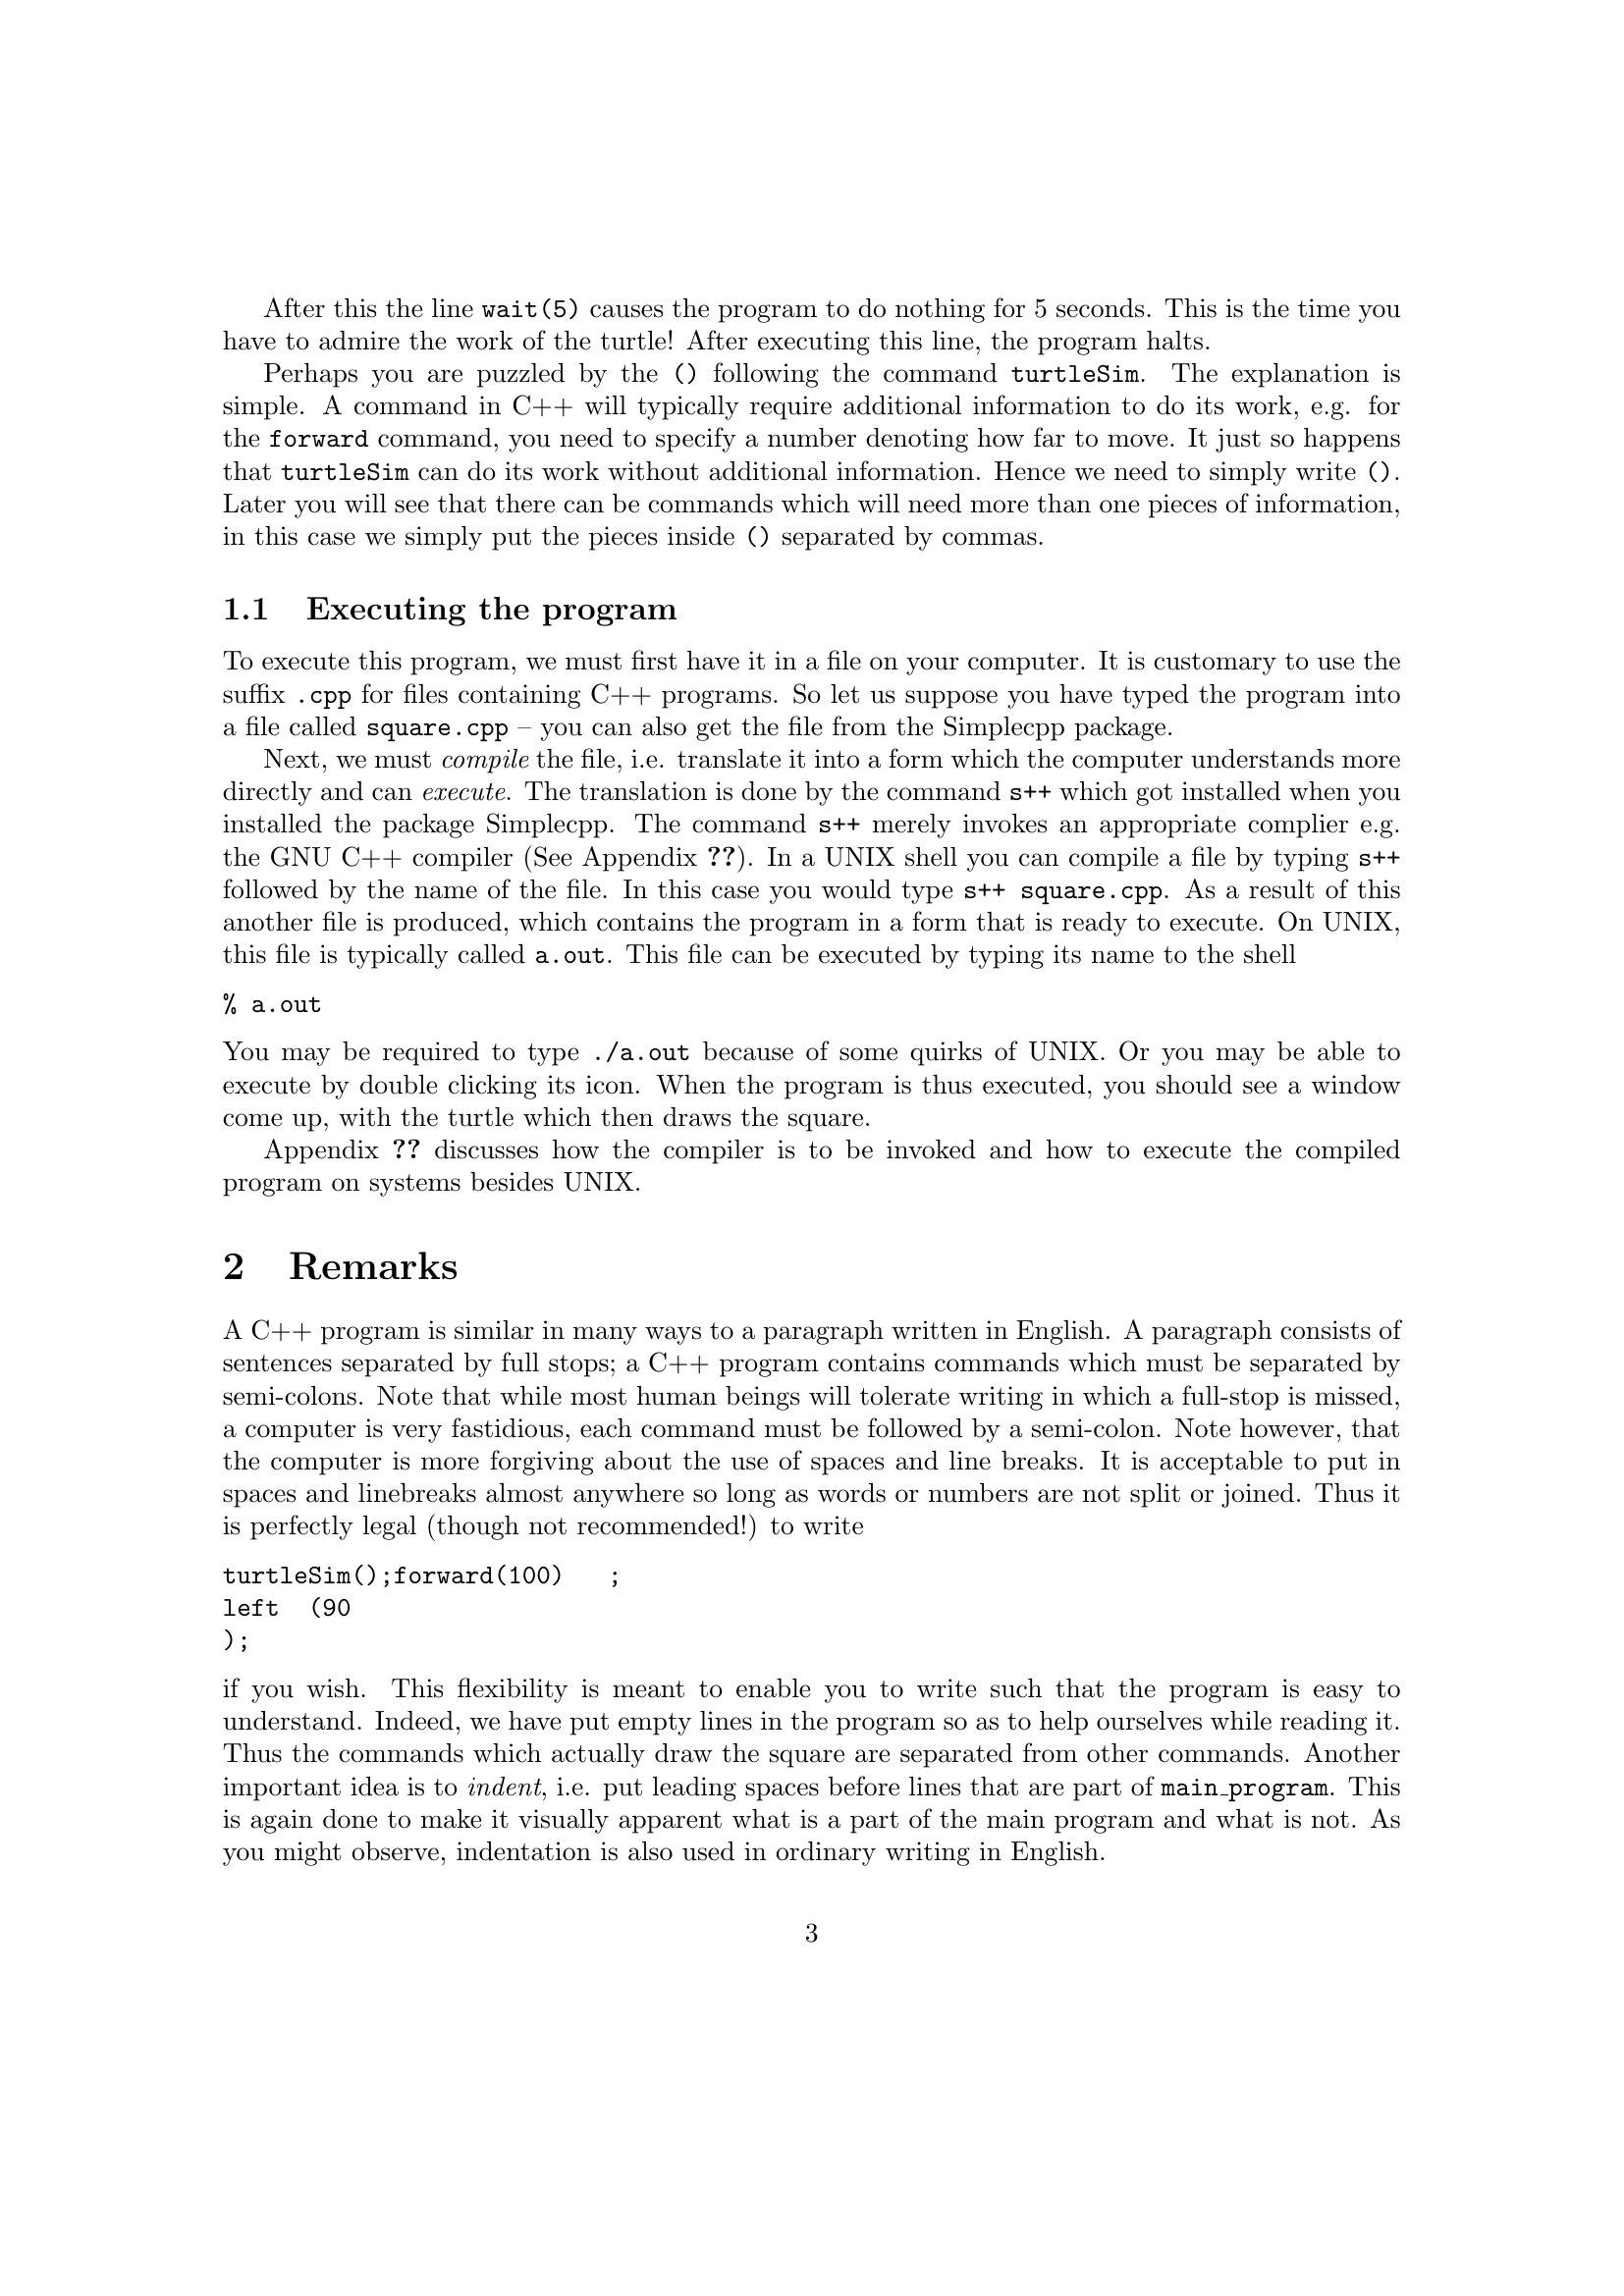 After this the line wait(5) causes the program to do nothing for 5 seconds. This is the time you
have to admire the work of the turtle! After executing this line, the program halts.
Perhaps you are puzzled by the () following the command turtleSim. The explanation is
simple. A command in C++ will typically require additional information to do its work, e.g. for
the forward command, you need to specify a number denoting how far to move. It just so happens
that turtleSim can do its work without additional information. Hence we need to simply write ().
Later you will see that there can be commands which will need more than one pieces of information,
in this case we simply put the pieces inside () separated by commas.
1.1 Executing the program
To execute this program, we must first have it in a file on your computer. It is customary to use the
suffix .cpp for files containing C++ programs. So let us suppose you have typed the program into
a file called square.cpp – you can also get the file from the Simplecpp package.
Next, we must compile the file, i.e. translate it into a form which the computer understands more
directly and can execute. The translation is done by the command s++ which got installed when you
installed the package Simplecpp. The command s++ merely invokes an appropriate complier e.g.
the GNU C++ compiler (See Appendix ??). In a UNIX shell you can compile a file by typing s++
followed by the name of the file. In this case you would type s++ square.cpp. As a result of this
another file is produced, which contains the program in a form that is ready to execute. On UNIX,
this file is typically called a.out. This file can be executed by typing its name to the shell
% a.out
You may be required to type ./a.out because of some quirks of UNIX. Or you may be able to
execute by double clicking its icon. When the program is thus executed, you should see a window
come up, with the turtle which then draws the square.
Appendix ?? discusses how the compiler is to be invoked and how to execute the compiled
program on systems besides UNIX.
2 Remarks
A C++ program is similar in many ways to a paragraph written in English. A paragraph consists of
sentences separated by full stops; a C++ program contains commands which must be separated by
semi-colons. Note that while most human beings will tolerate writing in which a full-stop is missed,
a computer is very fastidious, each command must be followed by a semi-colon. Note however, that
the computer is more forgiving about the use of spaces and line breaks. It is acceptable to put in
spaces and linebreaks almost anywhere so long as words or numbers are not split or joined. Thus it
is perfectly legal (though not recommended!) to write
turtleSim();forward(100)   ;
left  (90
);
if you wish. This flexibility is meant to enable you to write such that the program is easy to
understand. Indeed, we have put empty lines in the program so as to help ourselves while reading it.
Thus the commands which actually draw the square are separated from other commands. Another
important idea is to indent, i.e. put leading spaces before lines that are part of main_program. This
is again done to make it visually apparent what is a part of the main program and what is not. As
you might observe, indentation is also used in ordinary writing in English.
3